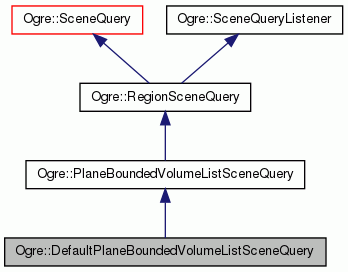 Ogre::SceneQuery
Ogre::SceneQueryListener
Ogre::RegionSceneQuery
Ogre::PlaneBoundedVolumeListSceneQuery
Ogre::DefaultPlaneBoundedVolumeListSceneQuery